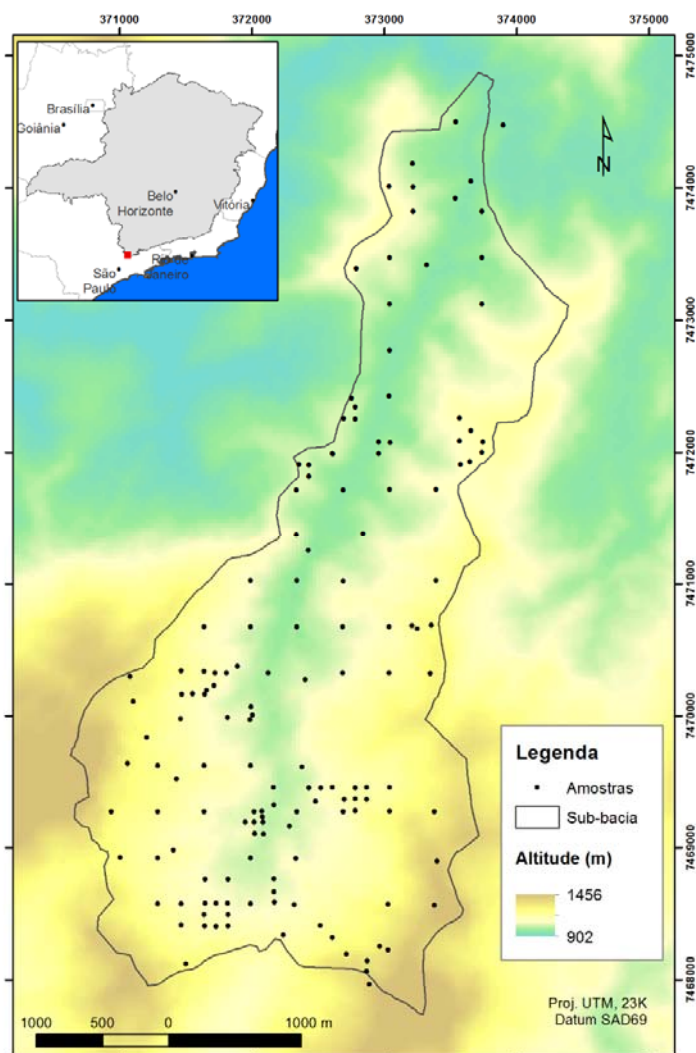 371000 372000 373000 374000 375000
7475000
Brasília
Goiânia
Belo
Horizonte
Vitória
Rio de
Janeiro
São
Paulo
N
7474000
7473000
7472000
7471000
7470000
Legenda
Amostras
Sub-bacia
Altitude (m)
1456
902
7469000
7468000
Proj. UTM, 23K
Datum SAD69
1000 500 0 1000 m